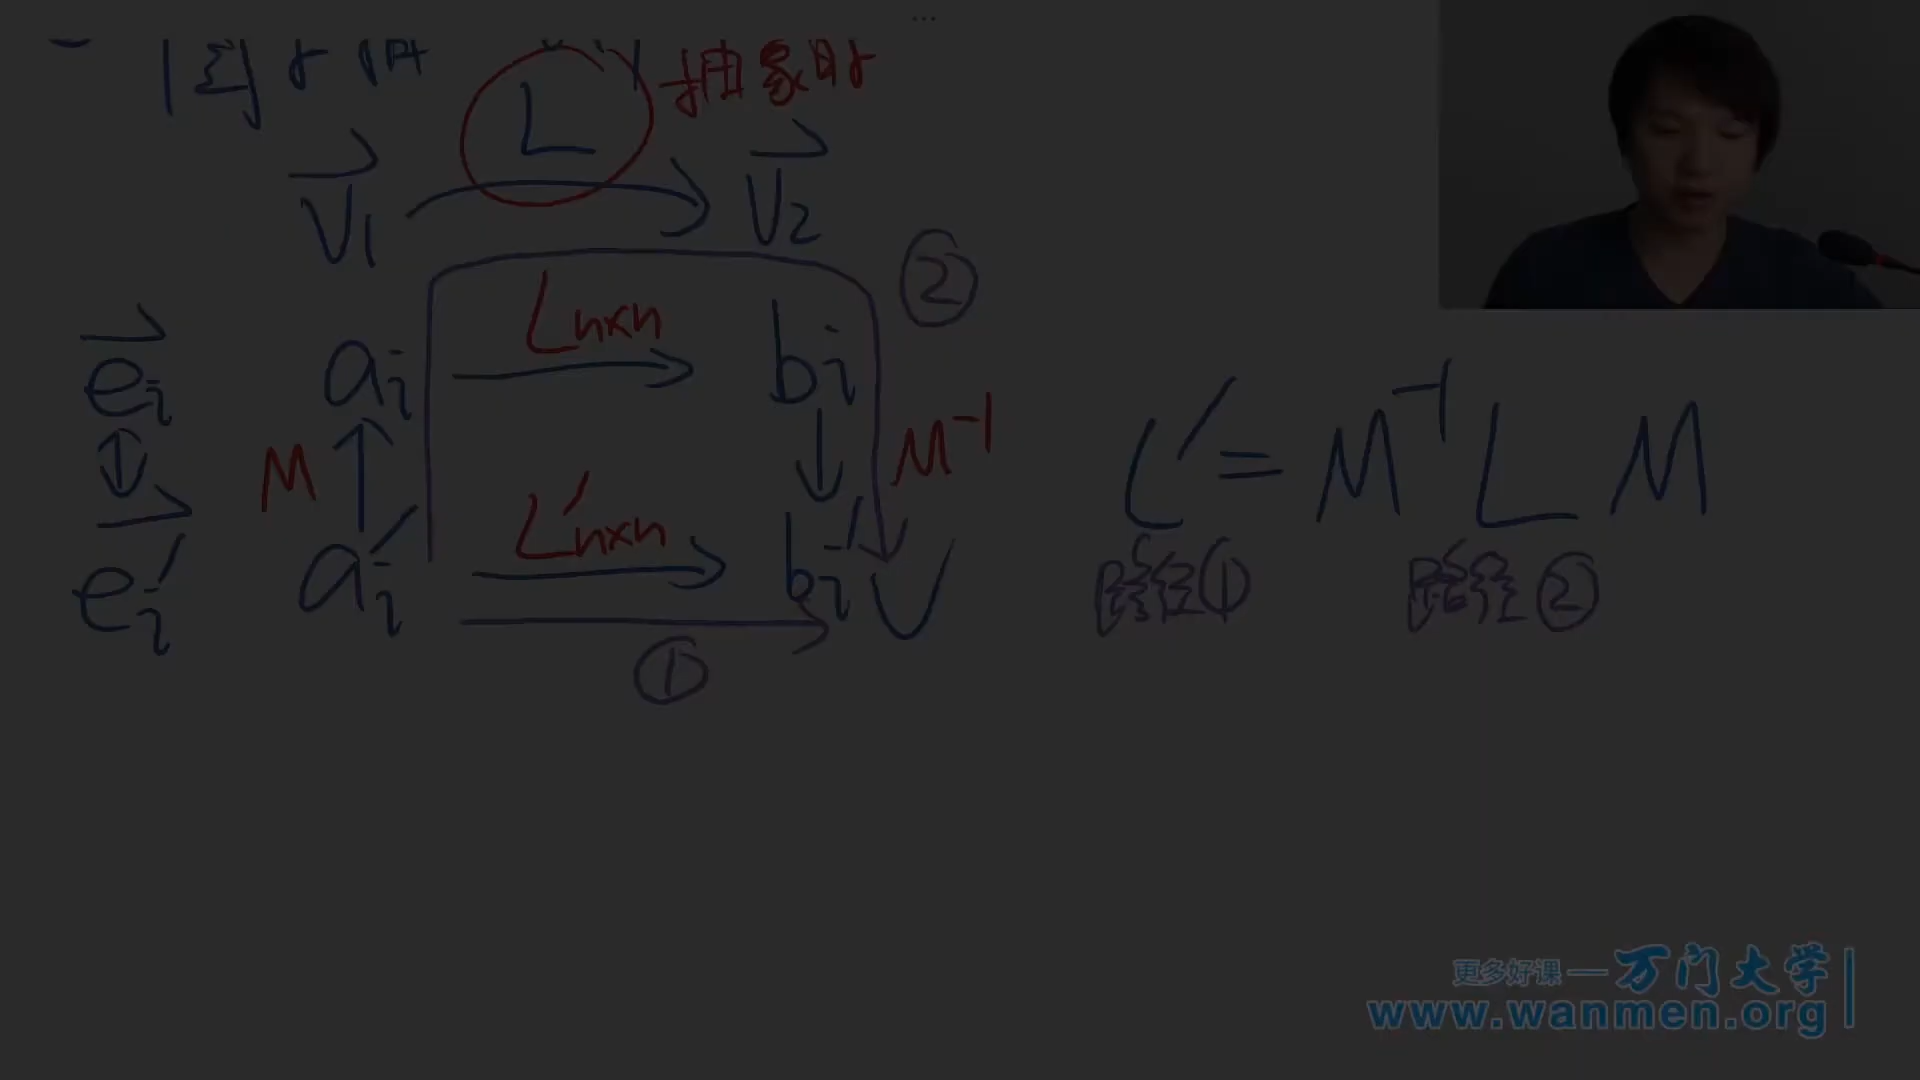 L 抽象的
V₁ V₂
②
eᵢ aᵢ Lₙₓₙ bᵢ
M M⁻¹ L′ = M⁻¹ L M
eᵢ′ aᵢ′ L′ₙₓₙ bᵢ′ 路径① 路径②
①
更多好课—万门大学
www.wanmen.org